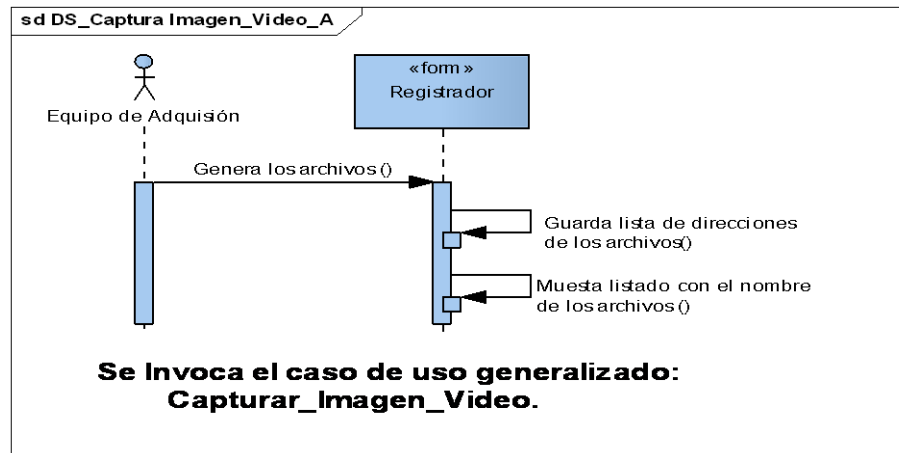 sd DS_Captura Imagen_Video_A
«form»
Registrador
Equipo de Adquisión
Genera los archivos()
Guarda lista de direcciones
de los archivos()
Muesta listado con el nombre
de los archivos()
Se Invoca el caso de uso generalizado:
Capturar_Imagen_Video.